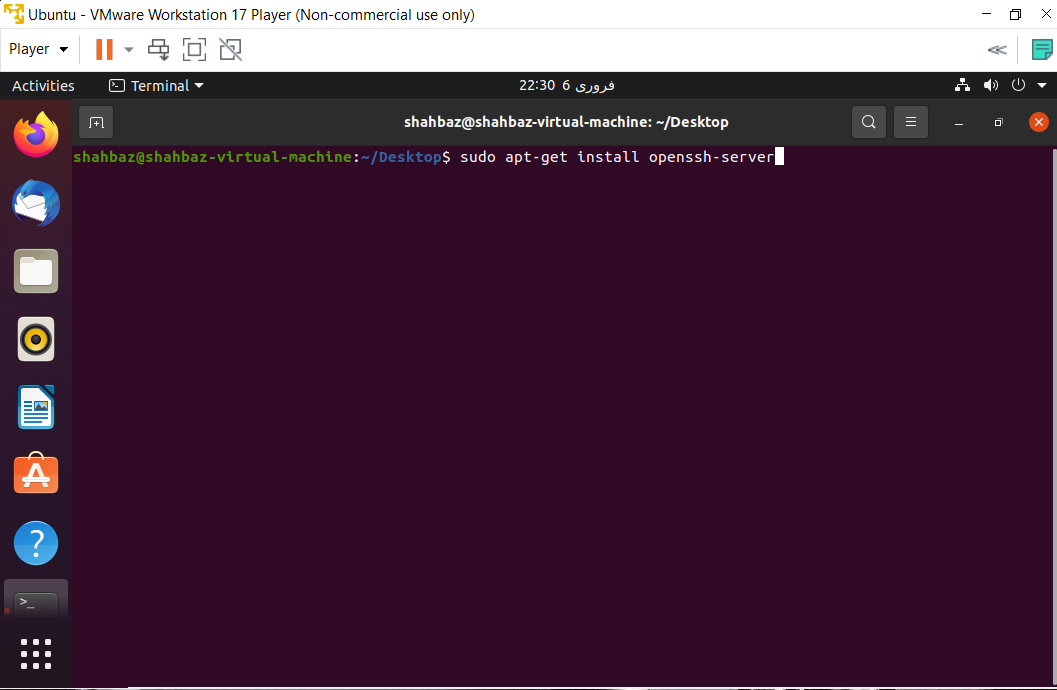 Ubuntu - VMware Workstation 17 Player (Non-commercial use only)
Player
Activities
Terminal
22:30 6 فروری
shahbaz@shahbaz-virtual-machine: ~/Desktop
shahbaz@shahbaz-virtual-machine:~/Desktop$ sudo apt-get install openssh-server